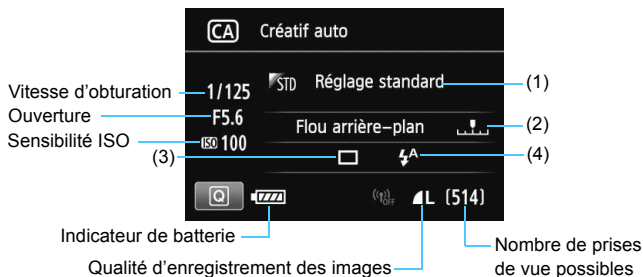 CA Créatif auto
Vitesse d'obturation 1/125 STD Réglage standard (1)
Ouverture F5.6
Flou arrière–plan (2)
Sensibilité ISO ISO 100
(3) A (4)
Q ((ᵢ)) OFF L [514]
Indicateur de batterie
Nombre de prises
de vue possibles
Qualité d'enregistrement des images